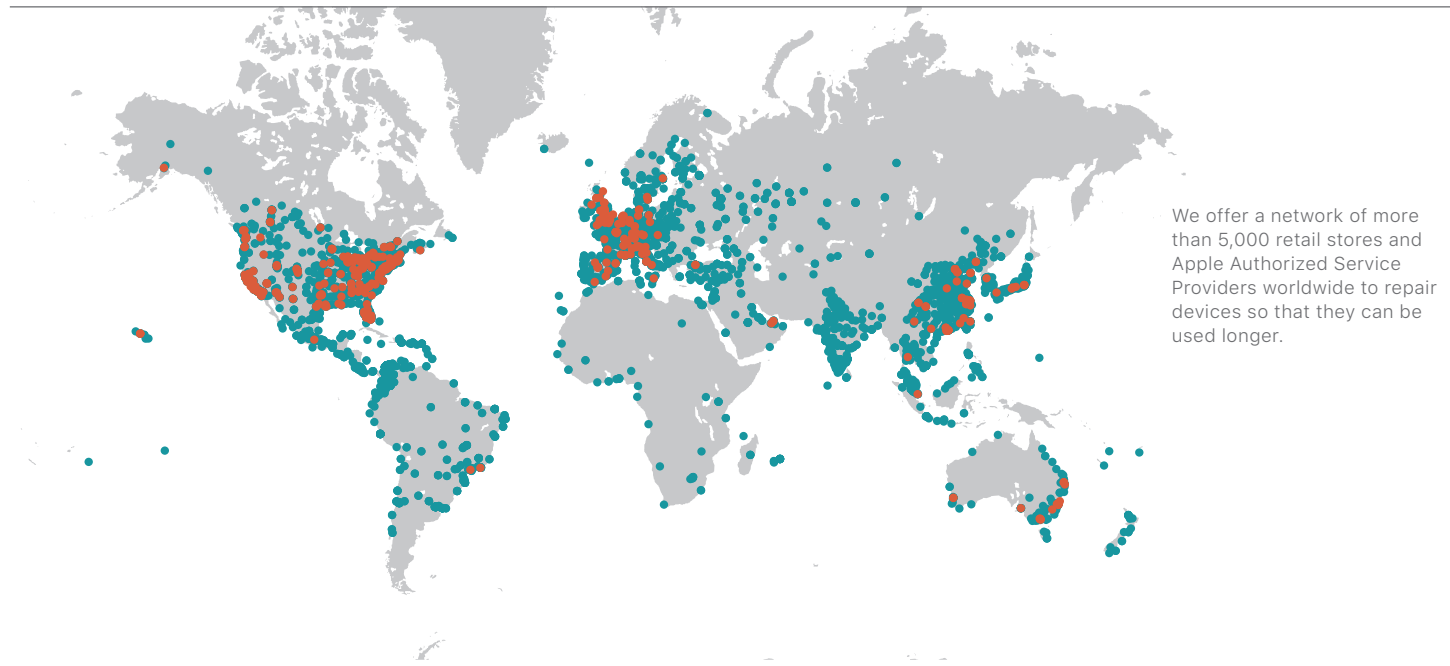 We offer a network of more
than 5,000 retail stores and
Apple Authorized Service
Providers worldwide to repair
devices so that they can be
used longer.